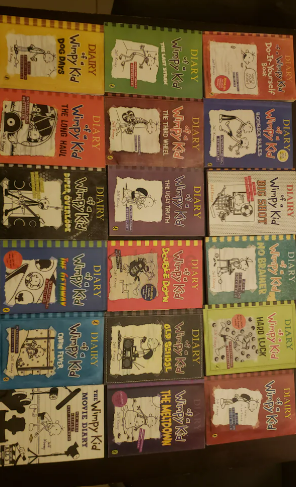 DIARY
of a
Wimpy Kid
DOG DAYS
DIARY
of a
Wimpy Kid
THE LAST STRAW
DIARY
of a
Wimpy Kid
Do-It-Yourself
Book
DIARY
of a
Wimpy Kid
THE LONG HAUL
DIARY
of a
Wimpy Kid
THE THIRD WHEEL
DIARY
of a
Wimpy Kid
RODRICK RULES
DIARY
of a
Wimpy Kid
DIPER ÖVERLÖDE
DIARY
of a
Wimpy Kid
THE UGLY TRUTH
DIARY
of a
Wimpy Kid
BIG SHOT
DIARY
of a
Wimpy Kid
THE GETAWAY
DIARY
of a
Wimpy Kid
DOUBLE DOWN
DIARY
of a
Wimpy Kid
NO BRAINER
DIARY
of a
Wimpy Kid
CABIN FEVER
DIARY
of a
Wimpy Kid
OLD SCHOOL
DIARY
of a
Wimpy Kid
HARD LUCK
THE
Wimpy Kid
MOVIE DIARY
DIARY
of a
Wimpy Kid
THE MELTDOWN
DIARY
of a
Wimpy Kid